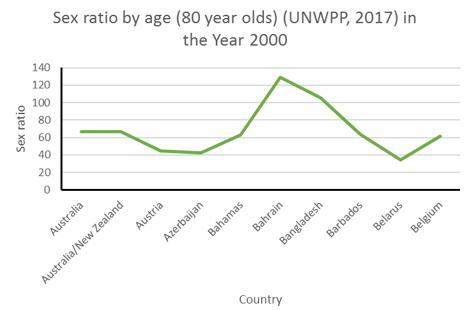 Sex ratio by age (80 year olds) (UNWPP, 2017) in
the Year 2000
140
120
100
80
60
40
20
0
Sex ratio
Australia
Australia/New Zealand
Austria
Azerbaijan
Bahamas
Bahrain
Bangladesh
Barbados
Belarus
Belgium
Country